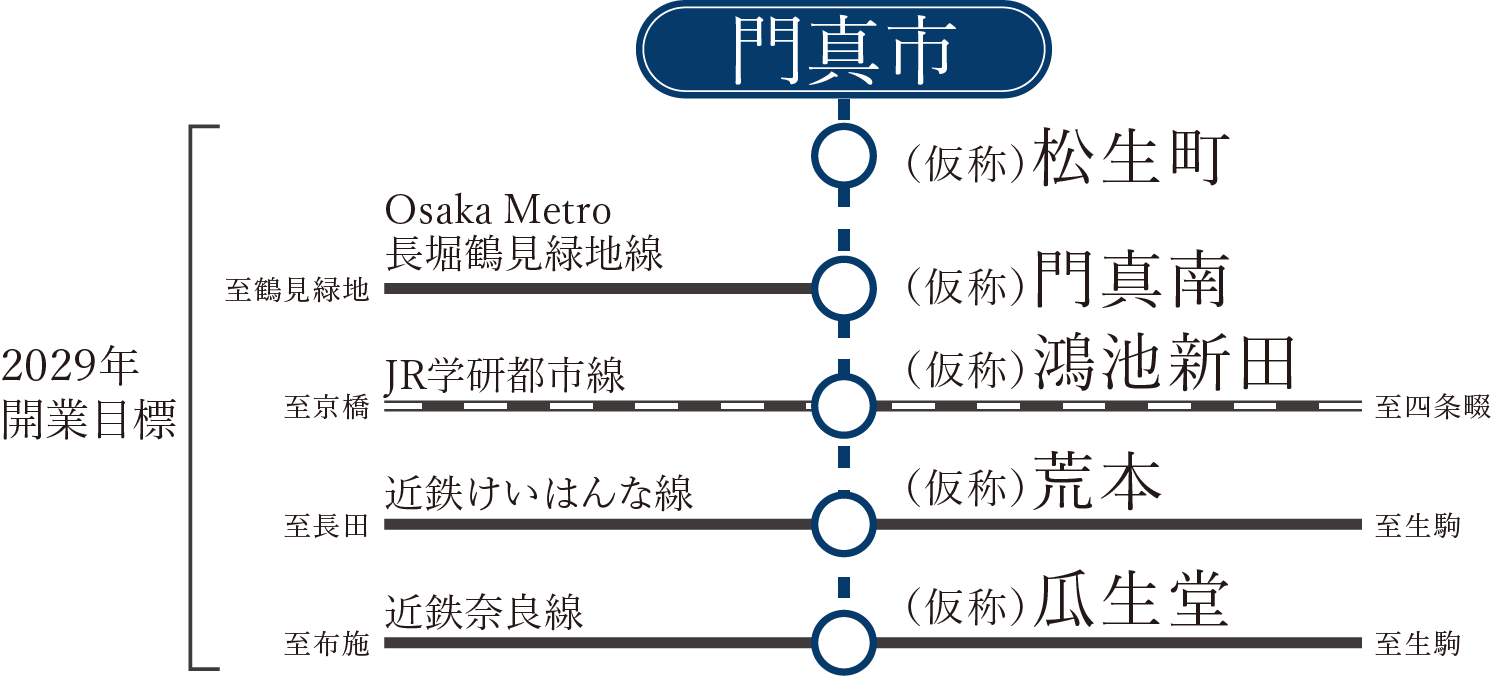 門真市
(仮称)松生町
Osaka Metro
長堀鶴見緑地線
至鶴見緑地
(仮称)門真南
2029年
開業目標
JR学研都市線
至京橋
(仮称)鴻池新田
至四条畷
近鉄けいはんな線
至長田
(仮称)荒本
至生駒
近鉄奈良線
至布施
(仮称)瓜生堂
至生駒